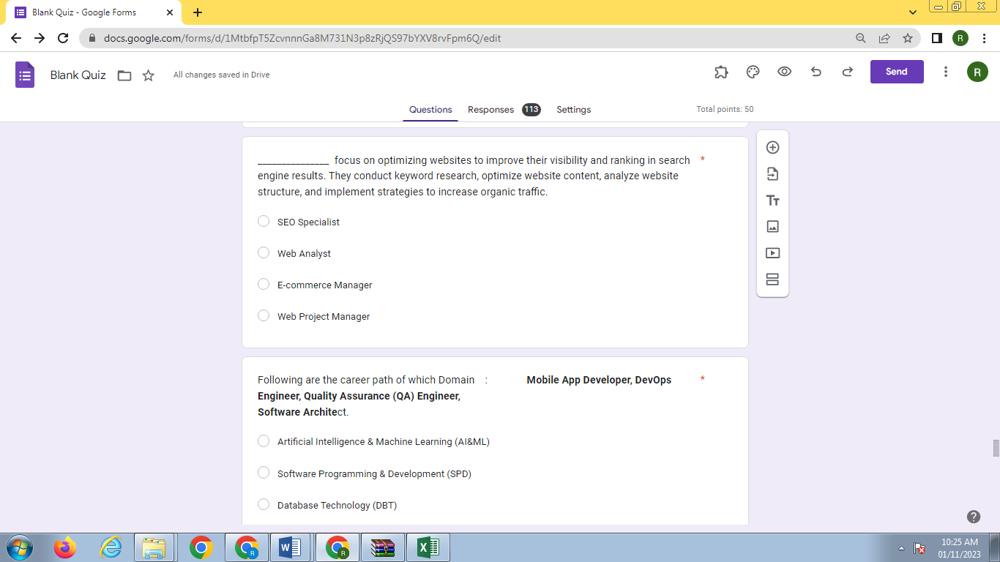 Blank Quiz - Google Forms
docs.google.com/forms/d/1MtbfpT5ZcvnnnGa8M731N3p8zRjQS97bYXV8rvFpm6Q/edit
R
Blank Quiz
All changes saved in Drive
Send
R
Questions
Responses 113
Settings
Total points: 50
_______________ focus on optimizing websites to improve their visibility and ranking in search *
engine results. They conduct keyword research, optimize website content, analyze website
structure, and implement strategies to increase organic traffic.
SEO Specialist
Web Analyst
E-commerce Manager
Web Project Manager
Following are the career path of which Domain : Mobile App Developer, DevOps *
Engineer, Quality Assurance (QA) Engineer,
Software Architect.
Artificial Intelligence & Machine Learning (AI&ML)
Software Programming & Development (SPD)
Database Technology (DBT)
10:25 AM
01/11/2023